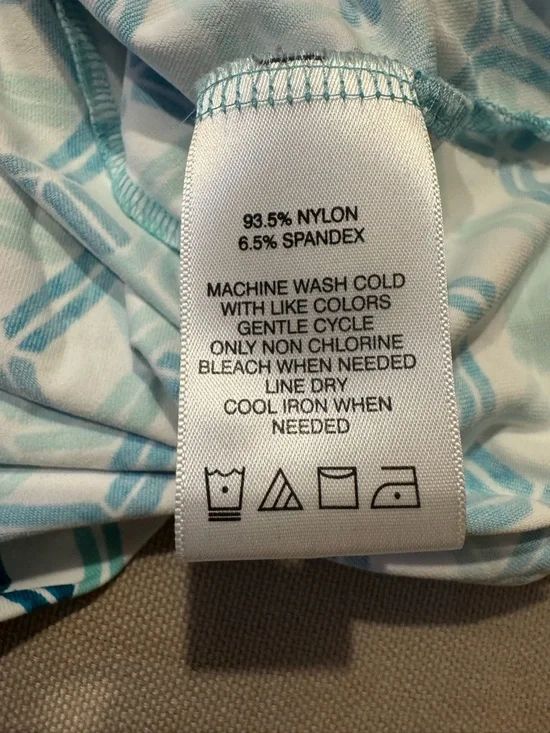 93.5% NYLON
6.5% SPANDEX
MACHINE WASH COLD
WITH LIKE COLORS
GENTLE CYCLE
ONLY NON CHLORINE
BLEACH WHEN NEEDED
LINE DRY
COOL IRON WHEN
NEEDED